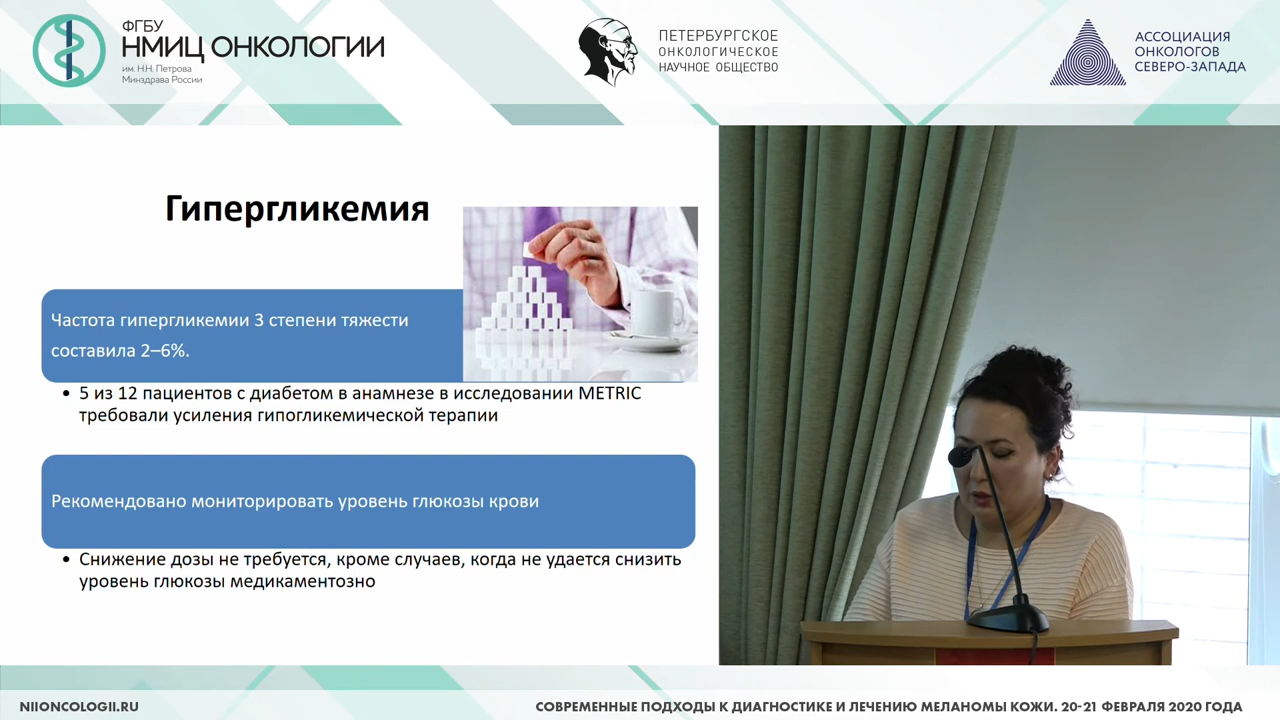 ФГБУ
НМИЦ ОНКОЛОГИИ
им. Н.Н. Петрова
Минздрава России
ПЕТЕРБУРГСКОЕ
ОНКОЛОГИЧЕСКОЕ
НАУЧНОЕ ОБЩЕСТВО
АССОЦИАЦИЯ
ОНКОЛОГОВ
СЕВЕРО-ЗАПАДА
Гипергликемия
Частота гипергликемии 3 степени тяжести
составила 2–6%.
• 5 из 12 пациентов с диабетом в анамнезе в исследовании METRIC
требовали усиления гипогликемической терапии
Рекомендовано мониторировать уровень глюкозы крови
• Снижение дозы не требуется, кроме случаев, когда не удается снизить
уровень глюкозы медикаментозно
NIIONCOLOGII.RU
СОВРЕМЕННЫЕ ПОДХОДЫ К ДИАГНОСТИКЕ И ЛЕЧЕНИЮ МЕЛАНОМЫ КОЖИ. 20-21 ФЕВРАЛЯ 2020 ГОДА